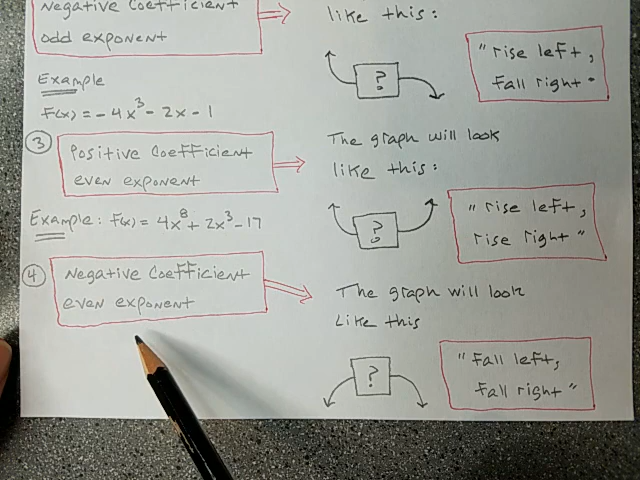 Negative Coefficient
odd exponent
like this:
"rise left,
Fall right"
?
Example
F(x) = -4x³ - 2x - 1
3
Positive Coefficient
even exponent
The graph will look
like this:
Example: F(x) = 4x⁸ + 2x³ - 17
?
"rise left,
rise right"
4
Negative Coefficient
even exponent
The graph will look
Like this
?
"Fall left,
Fall right"